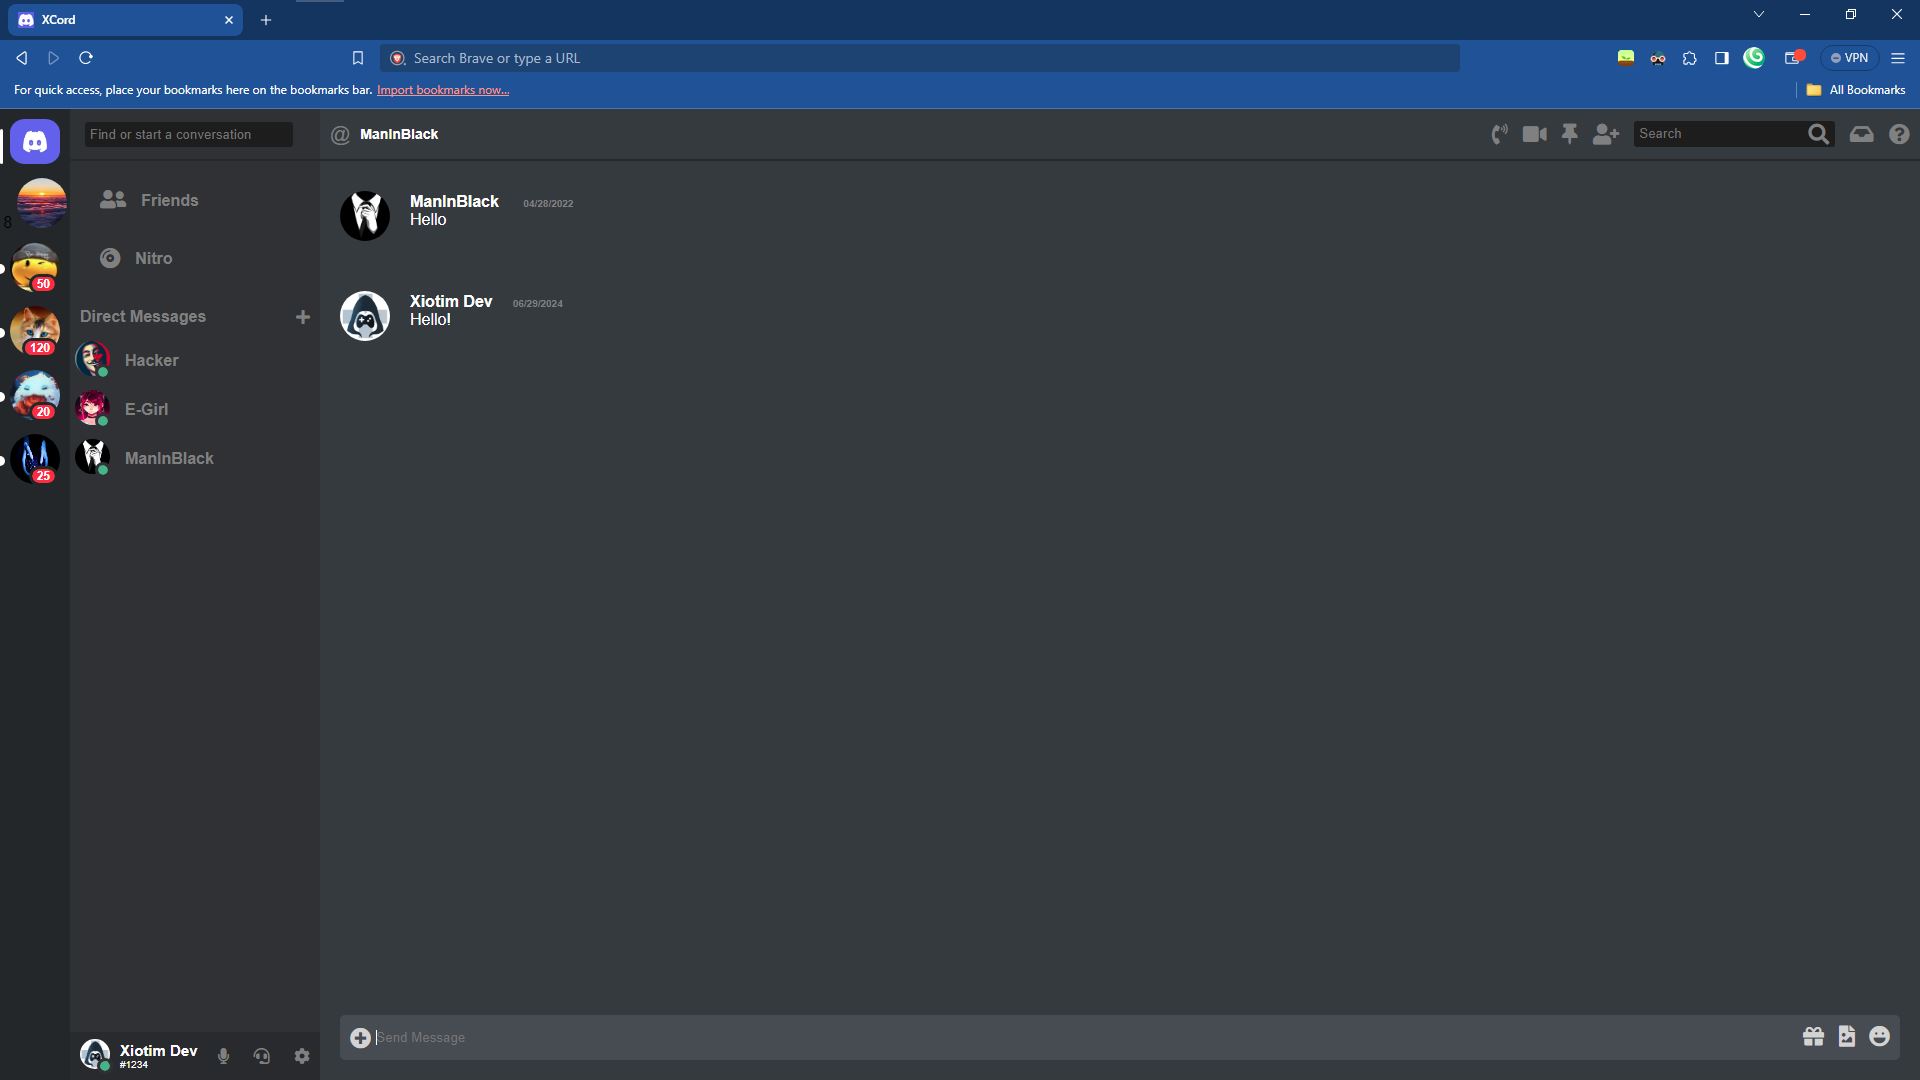 XCord
Search Brave or type a URL
VPN
For quick access, place your bookmarks here on the bookmarks bar. Import bookmarks now...
All Bookmarks
Find or start a conversation
@ ManInBlack
Search
8
50
120
20
25
Friends
Nitro
Direct Messages
Hacker
E-Girl
ManInBlack
ManInBlack 04/28/2022
Hello
Xiotim Dev 06/29/2024
Hello!
Send Message
Xiotim Dev
#1234